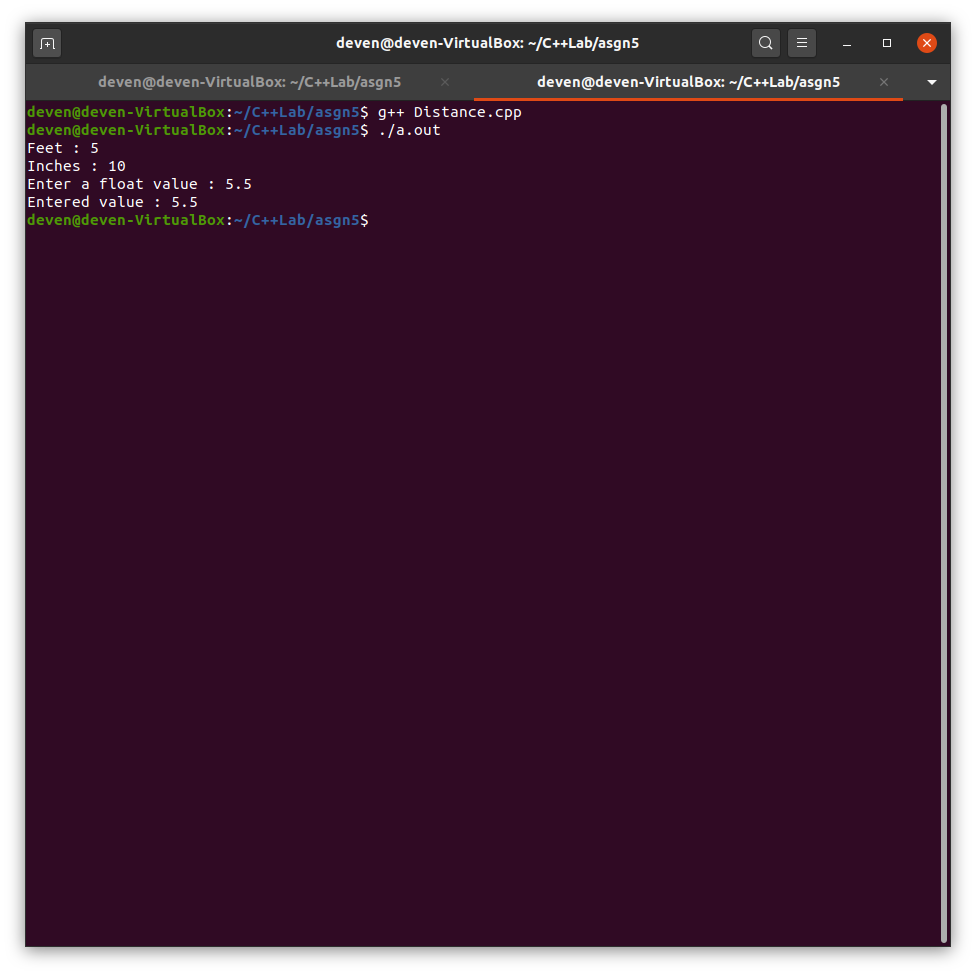 deven@deven-VirtualBox: ~/C++Lab/asgn5
deven@deven-VirtualBox: ~/C++Lab/asgn5 deven@deven-VirtualBox: ~/C++Lab/asgn5
deven@deven-VirtualBox:~/C++Lab/asgn5$ g++ Distance.cpp
deven@deven-VirtualBox:~/C++Lab/asgn5$ ./a.out
Feet : 5
Inches : 10
Enter a float value : 5.5
Entered value : 5.5
deven@deven-VirtualBox:~/C++Lab/asgn5$